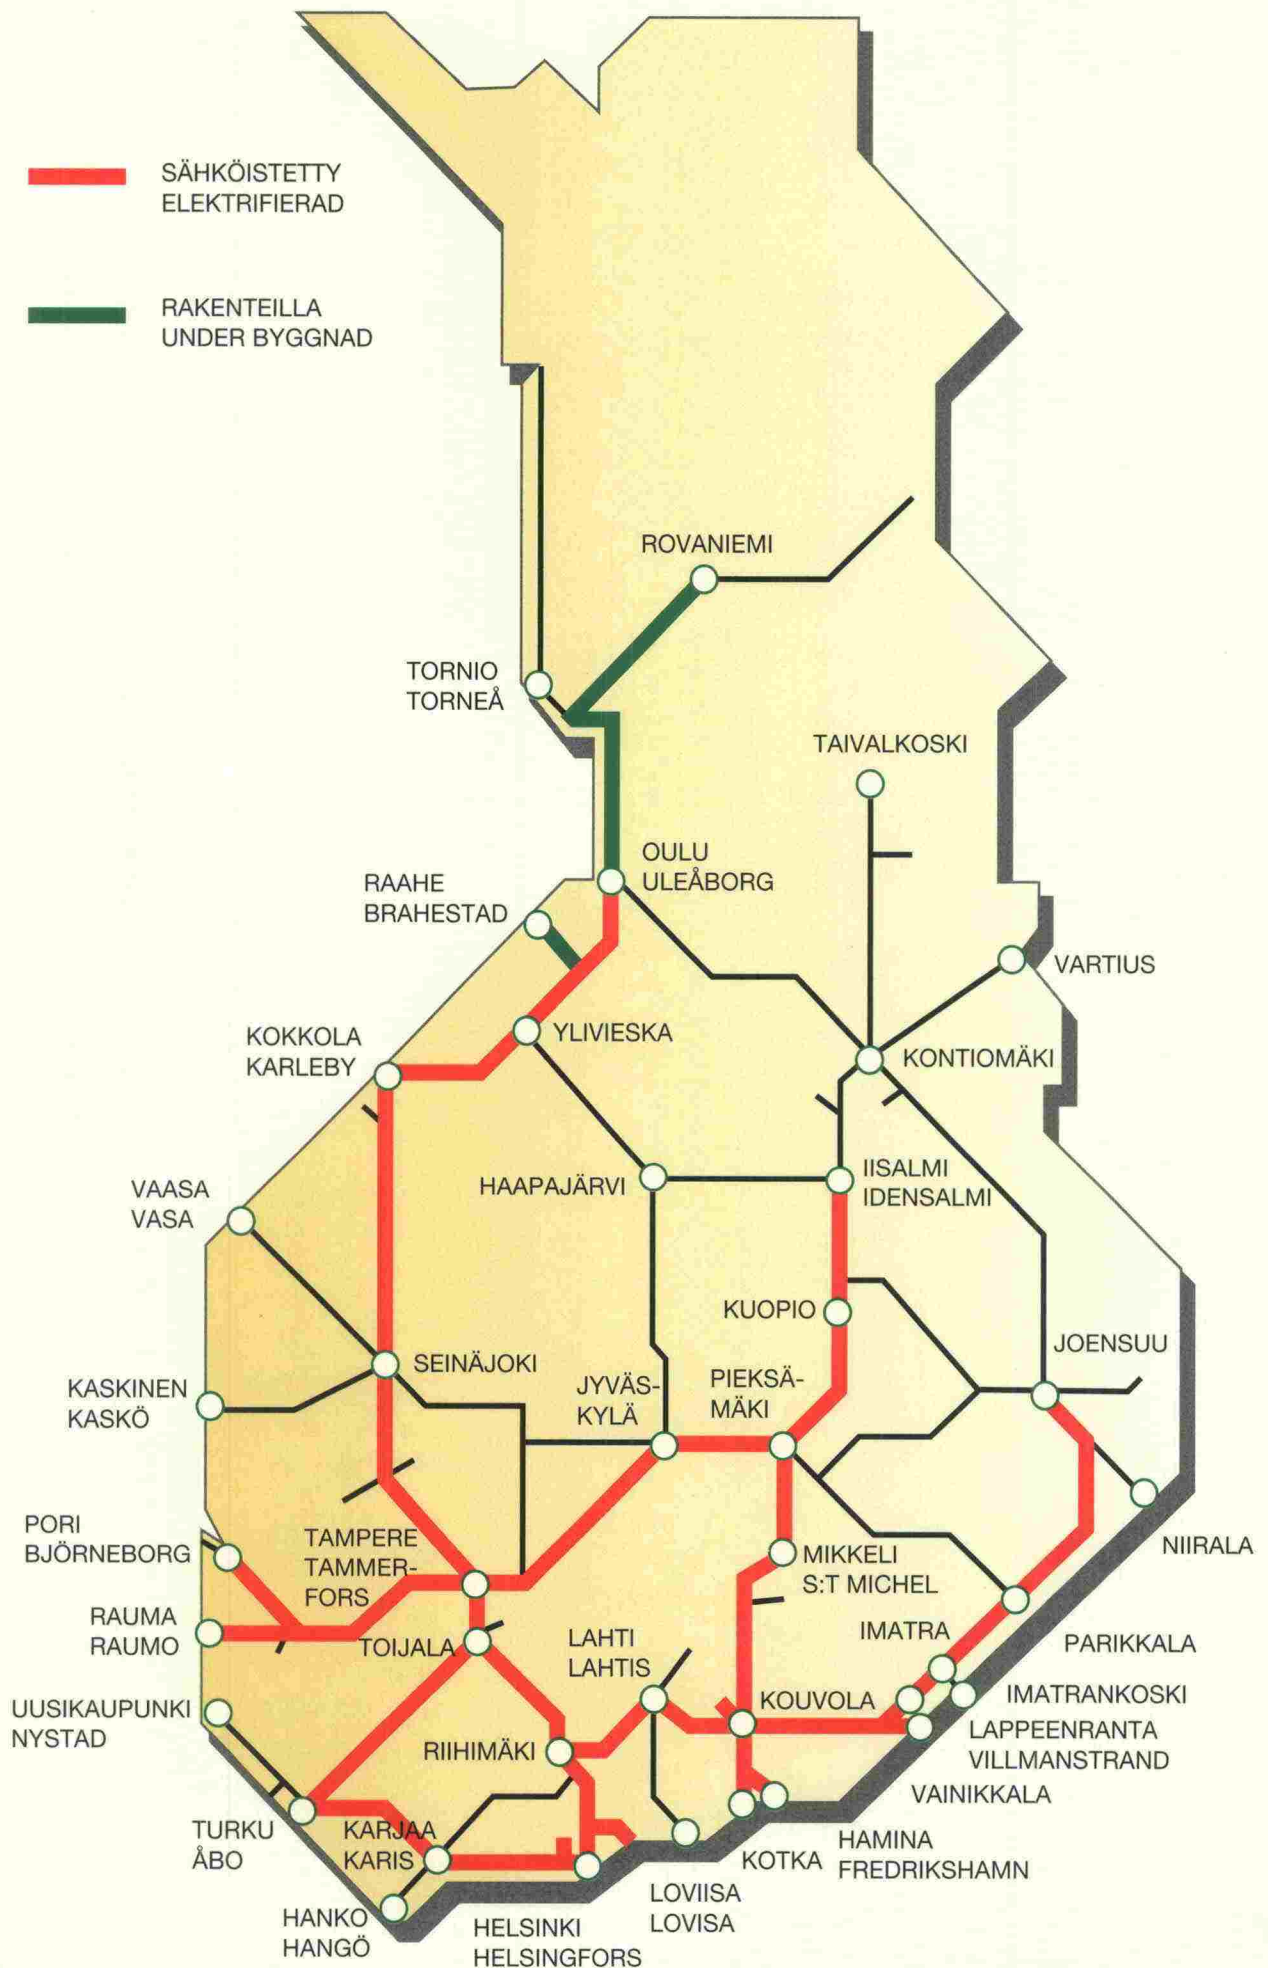 SÄHKÖISTETTY
ELEKTRIFIERAD
RAKENTEILLA
UNDER BYGGNAD
ROVANIEMI
TORNIO
TORNEÅ
TAIVALKOSKI
OULU
ULEÅBORG
RAAHE
BRAHESTAD
VARTIUS
KOKKOLA
KARLEBY
YLIVIESKA
KONTIOMÄKI
HAAPAJÄRVI
IISALMI
IDENSALMI
VAASA
VASA
KUOPIO
SEINÄJOKI
JOENSUU
KASKINEN
KASKÖ
JYVÄS-
KYLÄ
PIEKSÄ-
MÄKI
PORI
BJÖRNEBORG
TAMPERE
TAMMER-
FORS
MIKKELI
S:T MICHEL
NIIRALA
RAUMA
RAUMO
TOIJALA
LAHTI
LAHTIS
IMATRA
PARIKKALA
UUSIKAUPUNKI
NYSTAD
RIIHIMÄKI
KOUVOLA
IMATRANKOSKI
LAPPEENRANTA
VILLMANSTRAND
VAINIKKALA
TURKU
ÅBO
KARJAA
KARIS
HAMINA
FREDRIKSHAMN
KOTKA
LOVIISA
LOVISA
HANKO
HANGÖ
HELSINKI
HELSINGFORS